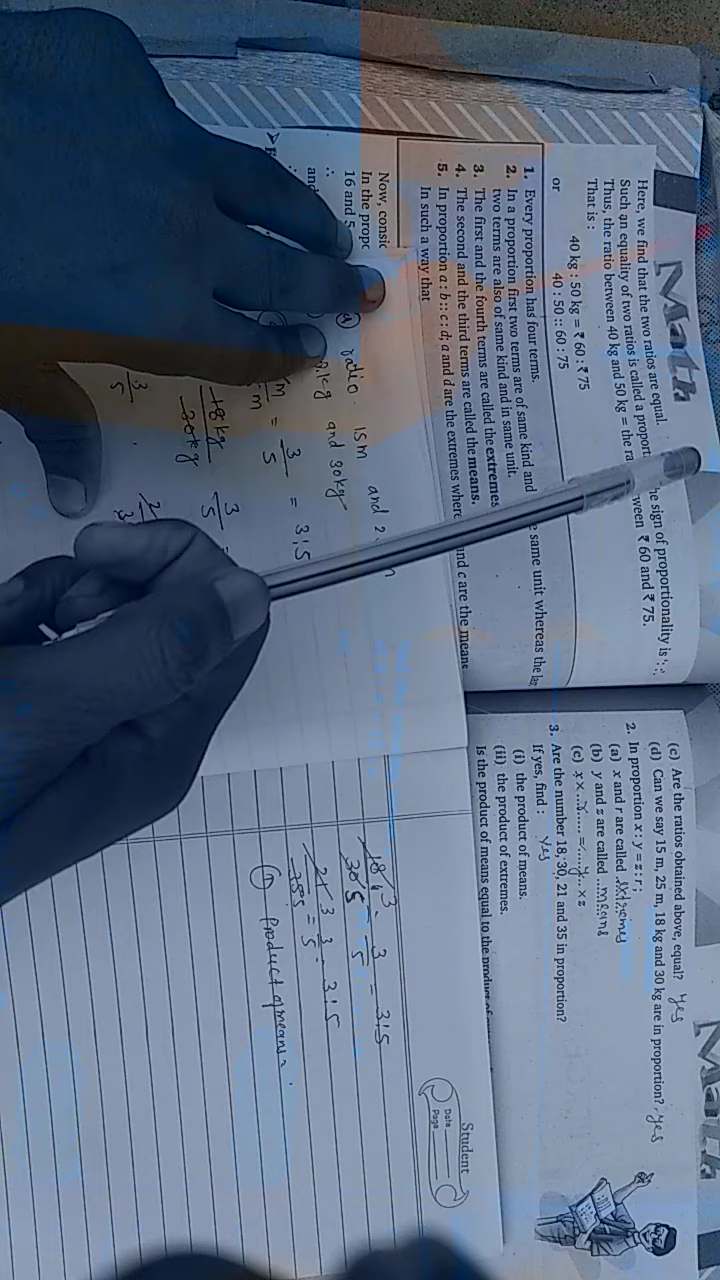 Math
Here, we find that the two ratios are equal.
Such an equality of two ratios is called a proport he sign of proportionality is '::'
Thus, the ratio between 40 kg and 50 kg = the ra ween ₹ 60 and ₹ 75.
That is :
40 kg : 50 kg = ₹ 60 : ₹ 75
or 40 : 50 :: 60 : 75
1. Every proportion has four terms.
2. In a proportion first two terms are of same kind and e same unit whereas the
two terms are also of same kind and in same unit.
3. The first and the fourth terms are called the extremes
4. The second and the third terms are called the means.
5. In proportion a : b :: c : d; a and d are the extremes where and c are the means
In such a way that
Now, consid
In the prop
16 and 5
and
ratio 15m and
kg and 30kg
m = 3/5 = 3:5
18kg/30kg 3/5
3/5
Math
(c) Are the ratios obtained above, equal? yes
(d) Can we say 15 m, 25 m, 18 kg and 30 kg are in proportion? yes
2. In proportion x : y = z : r ;
(a) x and r are called extremes
(b) y and z are called ...means
(c) x × ...r..... = .....y.. × z
3. Are the number 18, 30, 21 and 35 in proportion?
If yes, find : Yes
(i) the product of means.
(ii) the product of extremes.
Is the product of means equal to the product of
Student
Date
Page
3/5 = 3:5
21/35 = 3/5 = 3:5
① Product of means =